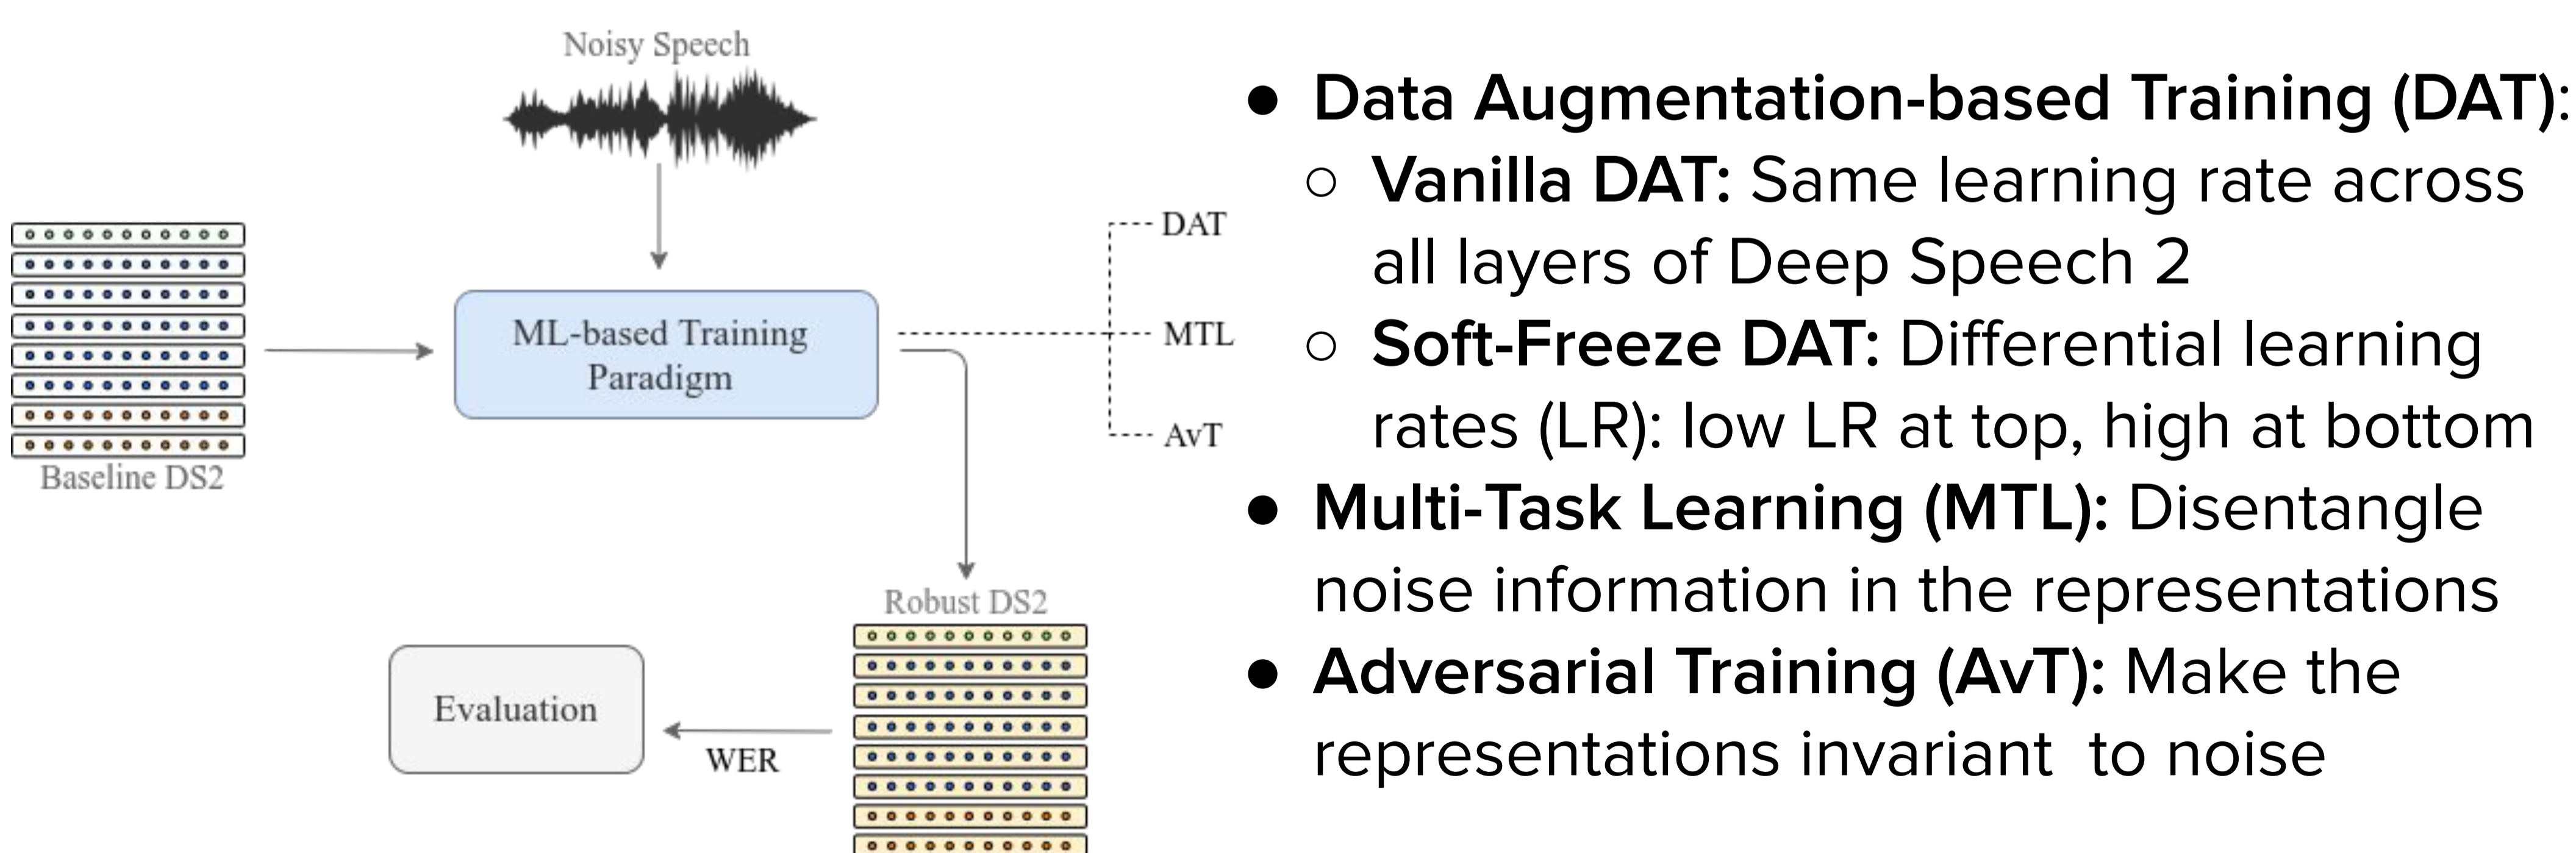 Noisy Speech
DAT
ML-based Training
Paradigm
MTL
AvT
Baseline DS2
Robust DS2
Evaluation
WER
● Data Augmentation-based Training (DAT):
○ Vanilla DAT: Same learning rate across
all layers of Deep Speech 2
○ Soft-Freeze DAT: Differential learning
rates (LR): low LR at top, high at bottom
● Multi-Task Learning (MTL): Disentangle
noise information in the representations
● Adversarial Training (AvT): Make the
representations invariant  to noise